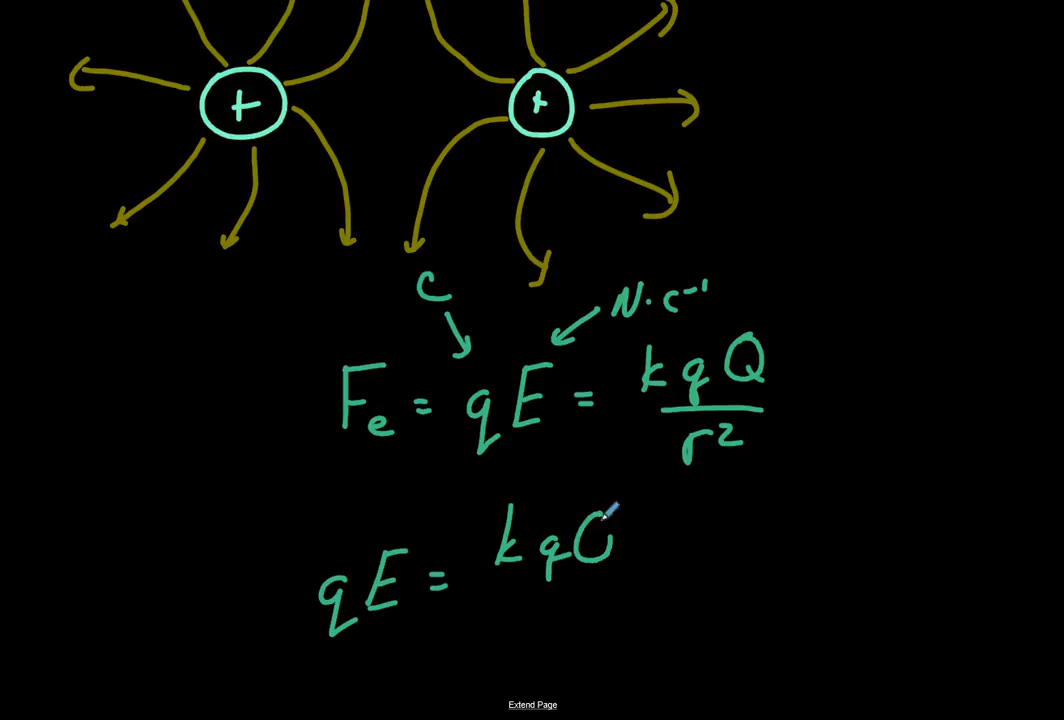 + +
C N · C⁻¹
Fe = qE = kqQ / r²
qE = kqQ
Extend Page